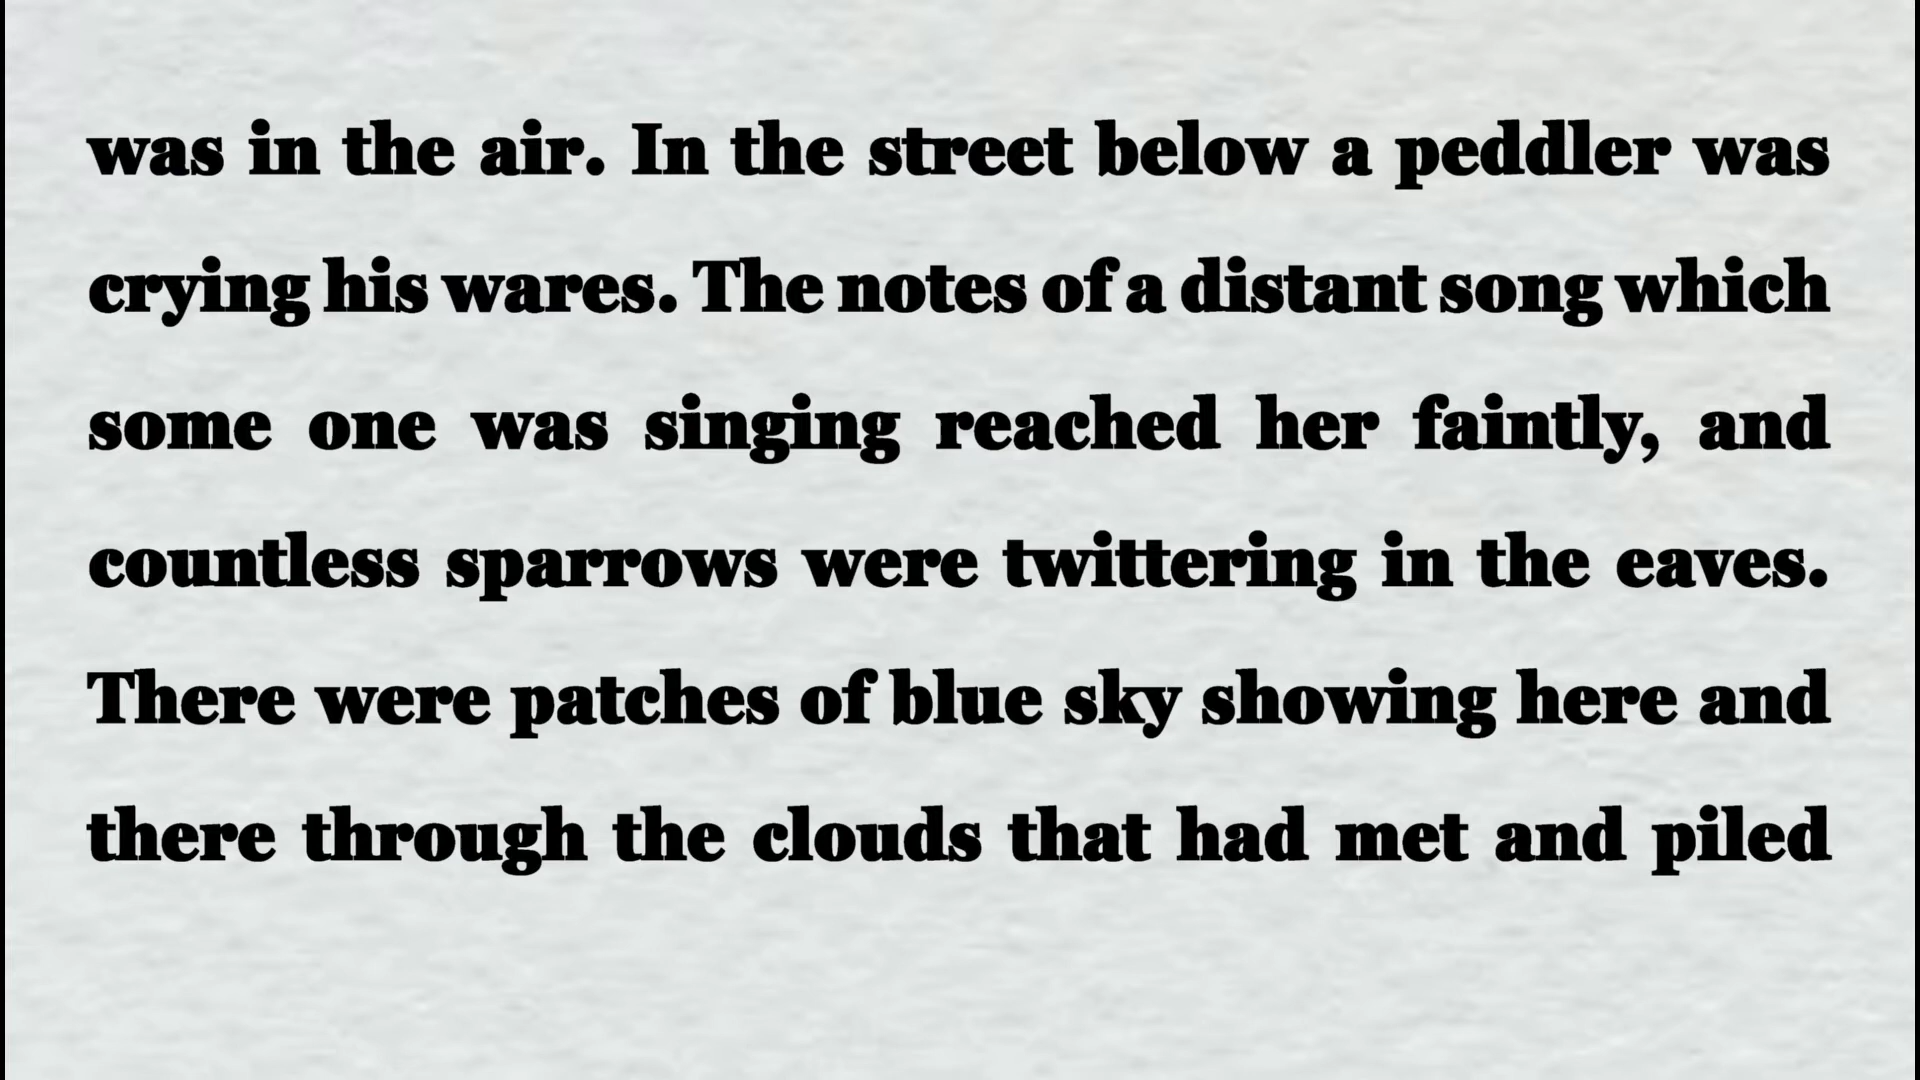 was in the air. In the street below a peddler was
crying his wares. The notes of a distant song which
some one was singing reached her faintly, and
countless sparrows were twittering in the eaves.
There were patches of blue sky showing here and
there through the clouds that had met and piled